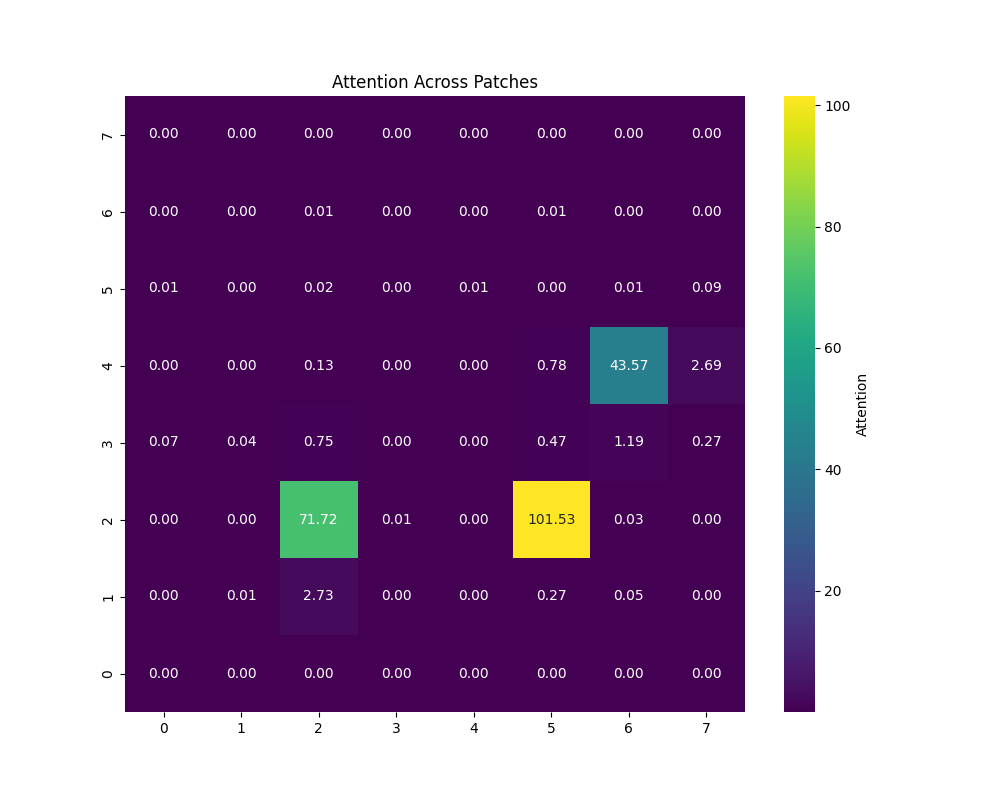 Attention Across Patches
7 0.00 0.00 0.00 0.00 0.00 0.00 0.00 0.00
6 0.00 0.00 0.01 0.00 0.00 0.01 0.00 0.00
5 0.01 0.00 0.02 0.00 0.01 0.00 0.01 0.09
4 0.00 0.00 0.13 0.00 0.00 0.78 43.57 2.69
3 0.07 0.04 0.75 0.00 0.00 0.47 1.19 0.27
2 0.00 0.00 71.72 0.01 0.00 101.53 0.03 0.00
1 0.00 0.01 2.73 0.00 0.00 0.27 0.05 0.00
0 0.00 0.00 0.00 0.00 0.00 0.00 0.00 0.00
0 1 2 3 4 5 6 7
100
80
60
40
20
Attention